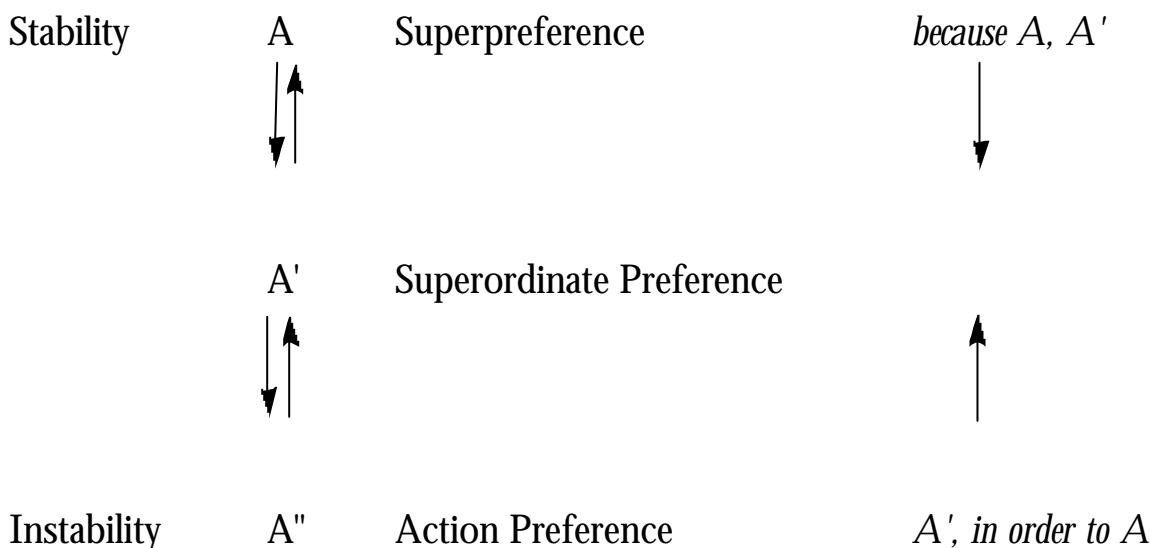 Stability A Superpreference because A, A'
A' Superordinate Preference
Instability A" Action Preference A', in order to A